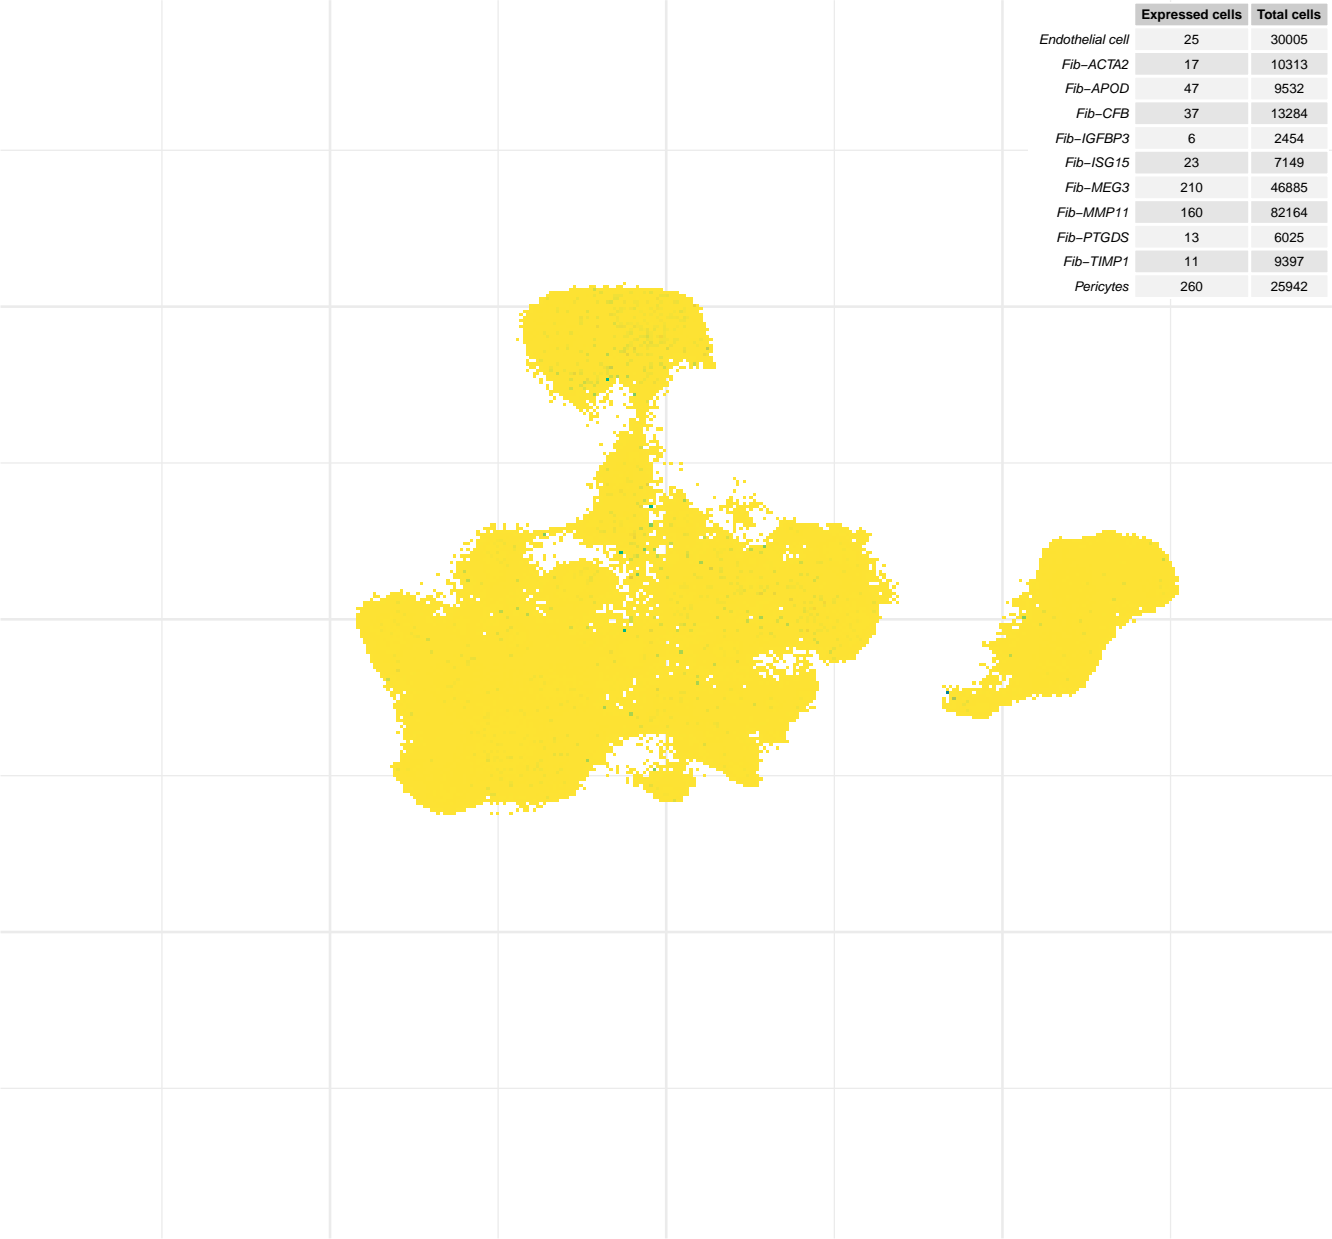 Expressed cells Total cells
Endothelial cell 25 30005
Fib−ACTA2 17 10313
Fib−APOD 47 9532
Fib−CFB 37 13284
Fib−IGFBP3 6 2454
Fib−ISG15 23 7149
Fib−MEG3 210 46885
Fib−MMP11 160 82164
Fib−PTGDS 13 6025
Fib−TIMP1 11 9397
Pericytes 260 25942